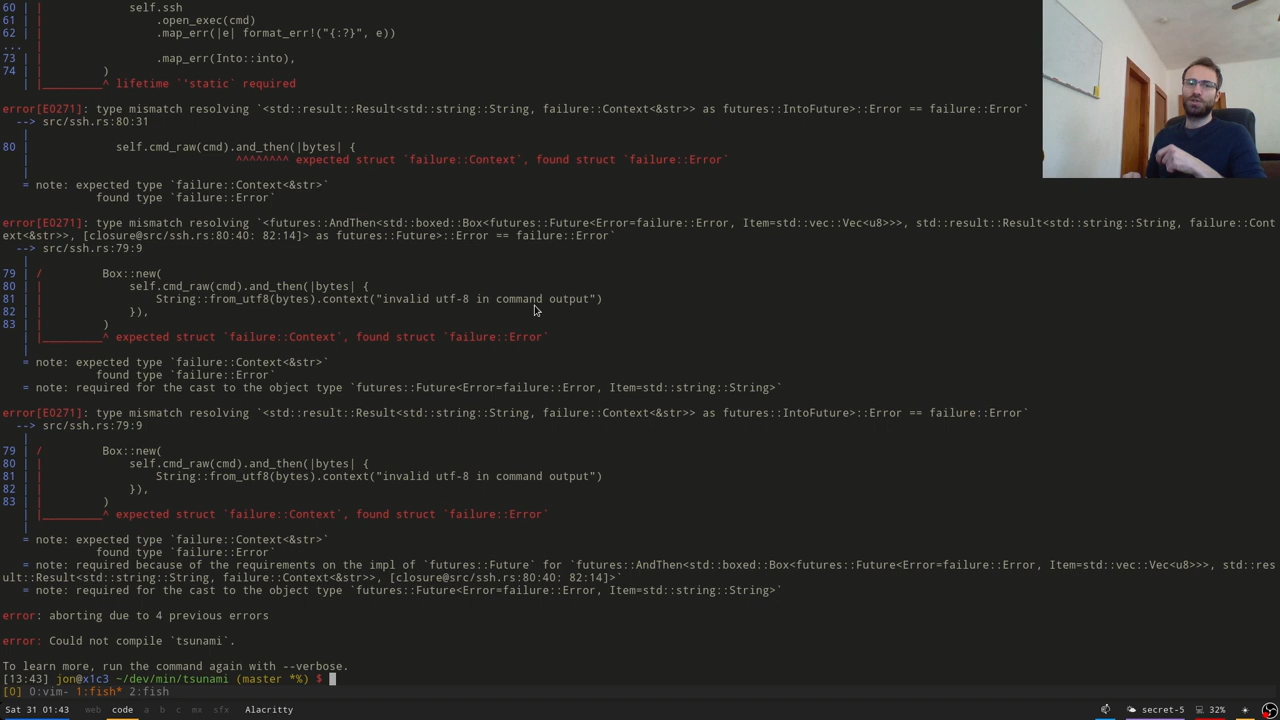 60 | |             self.ssh
61 | |                 .open_exec(cmd)
62 | |                 .map_err(|e| format_err!("{:?}", e))
...  |
73 | |                 .map_err(Into::into),
74 | |         )
   | |_________^ lifetime `'static` required

error[E0271]: type mismatch resolving `<std::result::Result<std::string::String, failure::Context<&str>> as futures::IntoFuture>::Error == failure::Error`
  --> src/ssh.rs:80:31
   |
80 |             self.cmd_raw(cmd).and_then(|bytes| {
   |                               ^^^^^^^^ expected struct `failure::Context`, found struct `failure::Error`
   |
   = note: expected type `failure::Context<&str>`
              found type `failure::Error`

error[E0271]: type mismatch resolving `<futures::AndThen<std::boxed::Box<futures::Future<Error=failure::Error, Item=std::vec::Vec<u8>>>, std::result::Result<std::string::String, failure::Cont
ext<&str>>, [closure@src/ssh.rs:80:40: 82:14]> as futures::Future>::Error == failure::Error`
  --> src/ssh.rs:79:9
   |
79 | /         Box::new(
80 | |             self.cmd_raw(cmd).and_then(|bytes| {
81 | |                 String::from_utf8(bytes).context("invalid utf-8 in command output")
82 | |             }),
83 | |         )
   | |_________^ expected struct `failure::Context`, found struct `failure::Error`
   |
   = note: expected type `failure::Context<&str>`
              found type `failure::Error`
   = note: required for the cast to the object type `futures::Future<Error=failure::Error, Item=std::string::String>`

error[E0271]: type mismatch resolving `<std::result::Result<std::string::String, failure::Context<&str>> as futures::IntoFuture>::Error == failure::Error`
  --> src/ssh.rs:79:9
   |
79 | /         Box::new(
80 | |             self.cmd_raw(cmd).and_then(|bytes| {
81 | |                 String::from_utf8(bytes).context("invalid utf-8 in command output")
82 | |             }),
83 | |         )
   | |_________^ expected struct `failure::Context`, found struct `failure::Error`
   |
   = note: expected type `failure::Context<&str>`
              found type `failure::Error`
   = note: required because of the requirements on the impl of `futures::Future` for `futures::AndThen<std::boxed::Box<futures::Future<Error=failure::Error, Item=std::vec::Vec<u8>>>, std::res
ult::Result<std::string::String, failure::Context<&str>>, [closure@src/ssh.rs:80:40: 82:14]>`
   = note: required for the cast to the object type `futures::Future<Error=failure::Error, Item=std::string::String>`

error: aborting due to 4 previous errors

error: Could not compile `tsunami`.

To learn more, run the command again with --verbose.
[13:43] jon@x1c3 ~/dev/min/tsunami (master *%) $
[0] 0:vim- 1:fish* 2:fish
Sat 31 01:43 web code a b c mx sfx Alacritty secret-5 32%